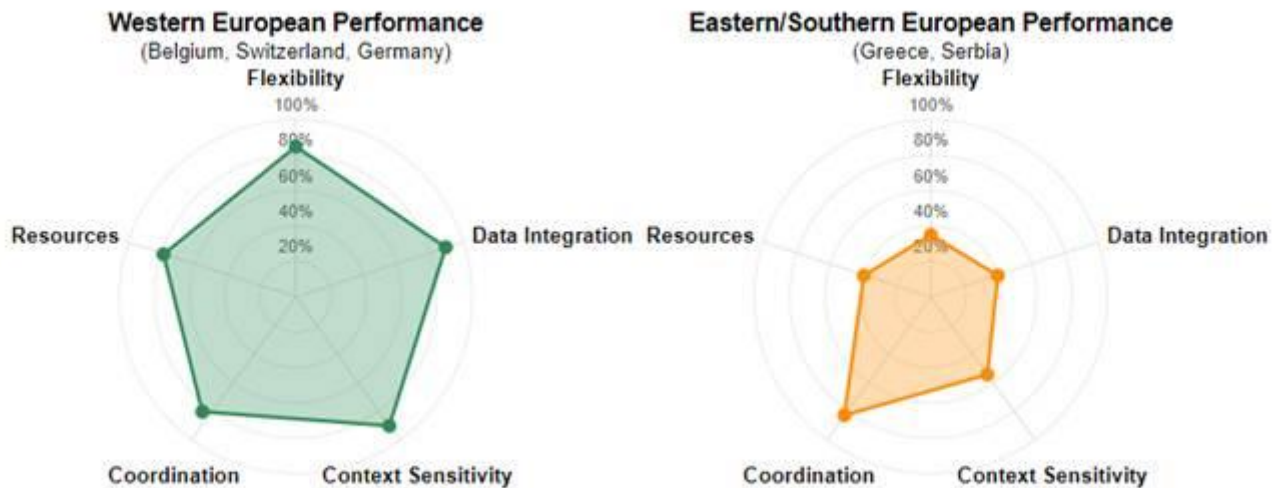 Western European Performance
(Belgium, Switzerland, Germany)
Flexibility
100%
80%
60%
40%
20%
Resources
Data Integration
Coordination
Context Sensitivity
Eastern/Southern European Performance
(Greece, Serbia)
Flexibility
100%
80%
60%
40%
20%
Resources
Data Integration
Coordination
Context Sensitivity